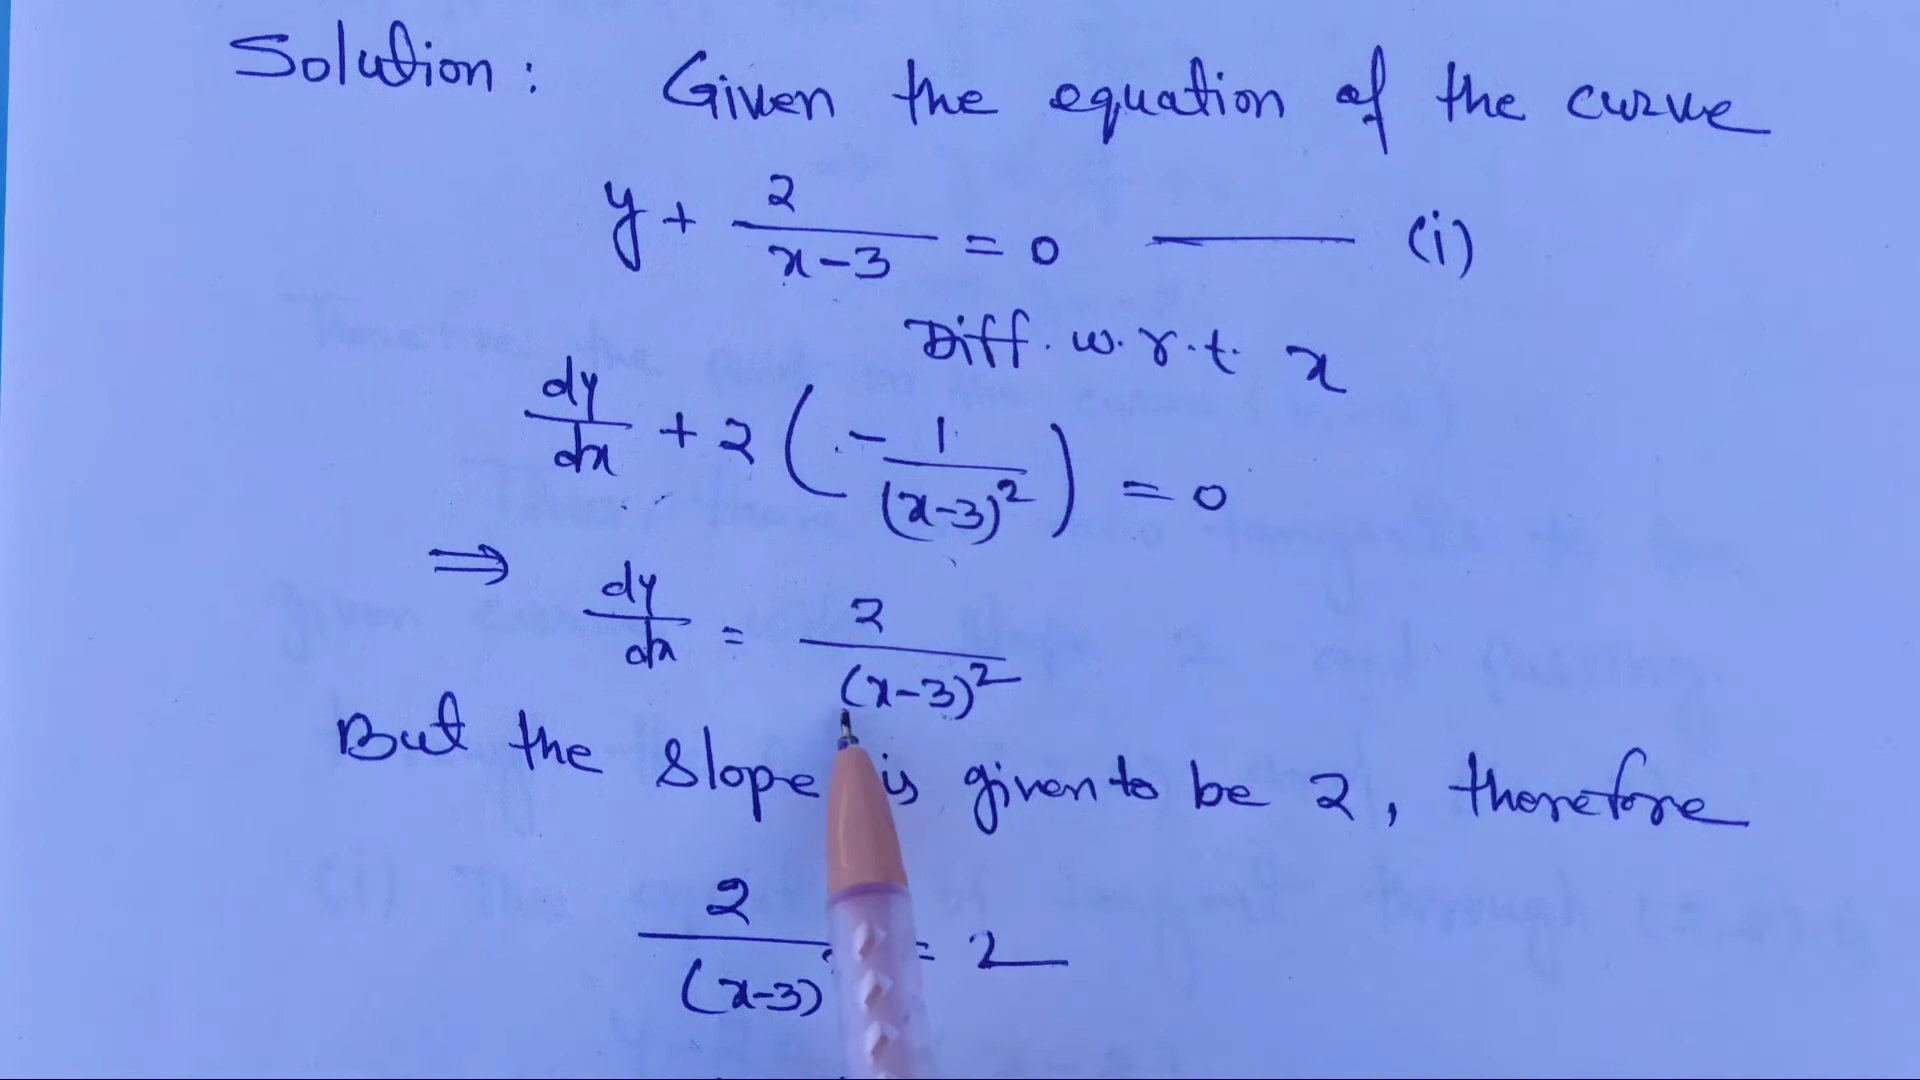 Solution : Given the equation of the curve
y + 2/(x-3) = 0 ——— (i)
Diff. w.r.t. x
dy/dx + 2 ( - 1/(x-3)² ) = 0
⇒ dy/dx = 2/(x-3)²
But the slope is given to be 2, therefore
2/(x-3) = 2